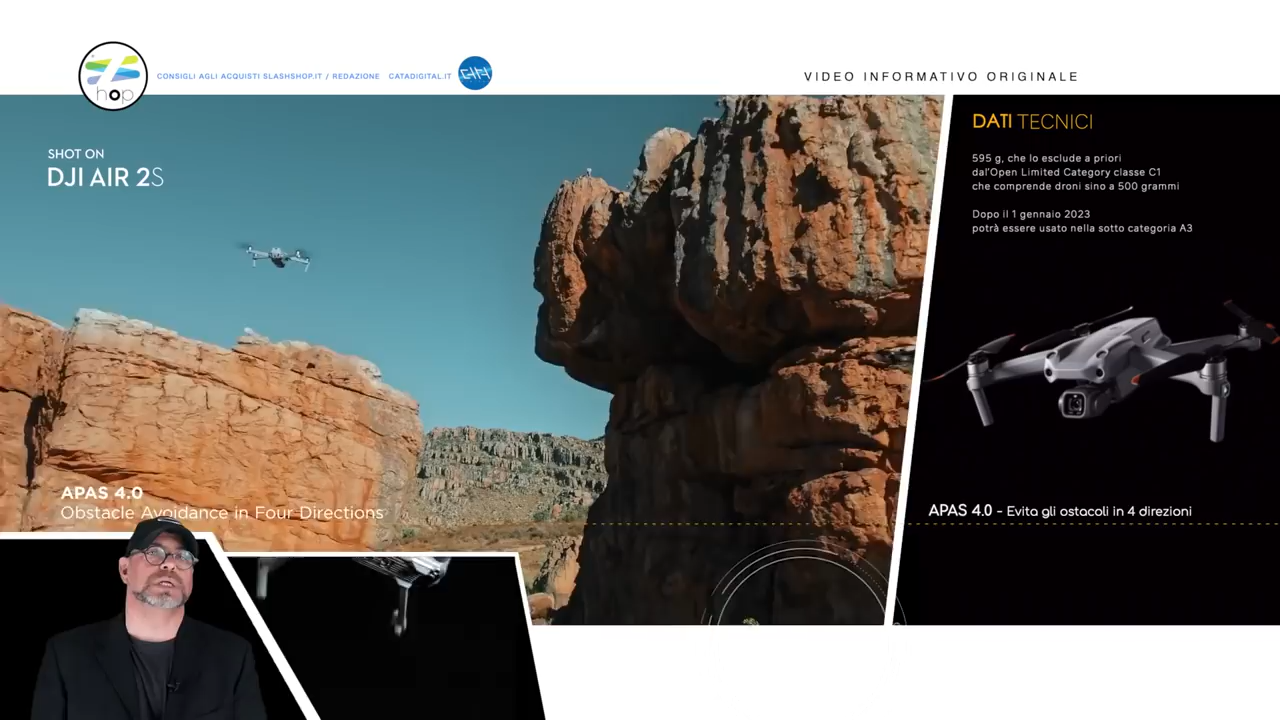 hop
CONSIGLI AGLI ACQUISTI SLASHSHOP.IT / REDAZIONE CATADIGITAL.IT
VIDEO INFORMATIVO ORIGINALE
SHOT ON
DJI AIR 2S
APAS 4.0
Obstacle Avoidance in Four Directions
DATI TECNICI
595 g, che lo esclude a priori
dal'Open Limited Category classe C1
che comprende droni sino a 500 grammi
Dopo il 1 gennaio 2023
potrà essere usato nella sotto categoria A3
APAS 4.0 - Evita gli ostacoli in 4 direzioni